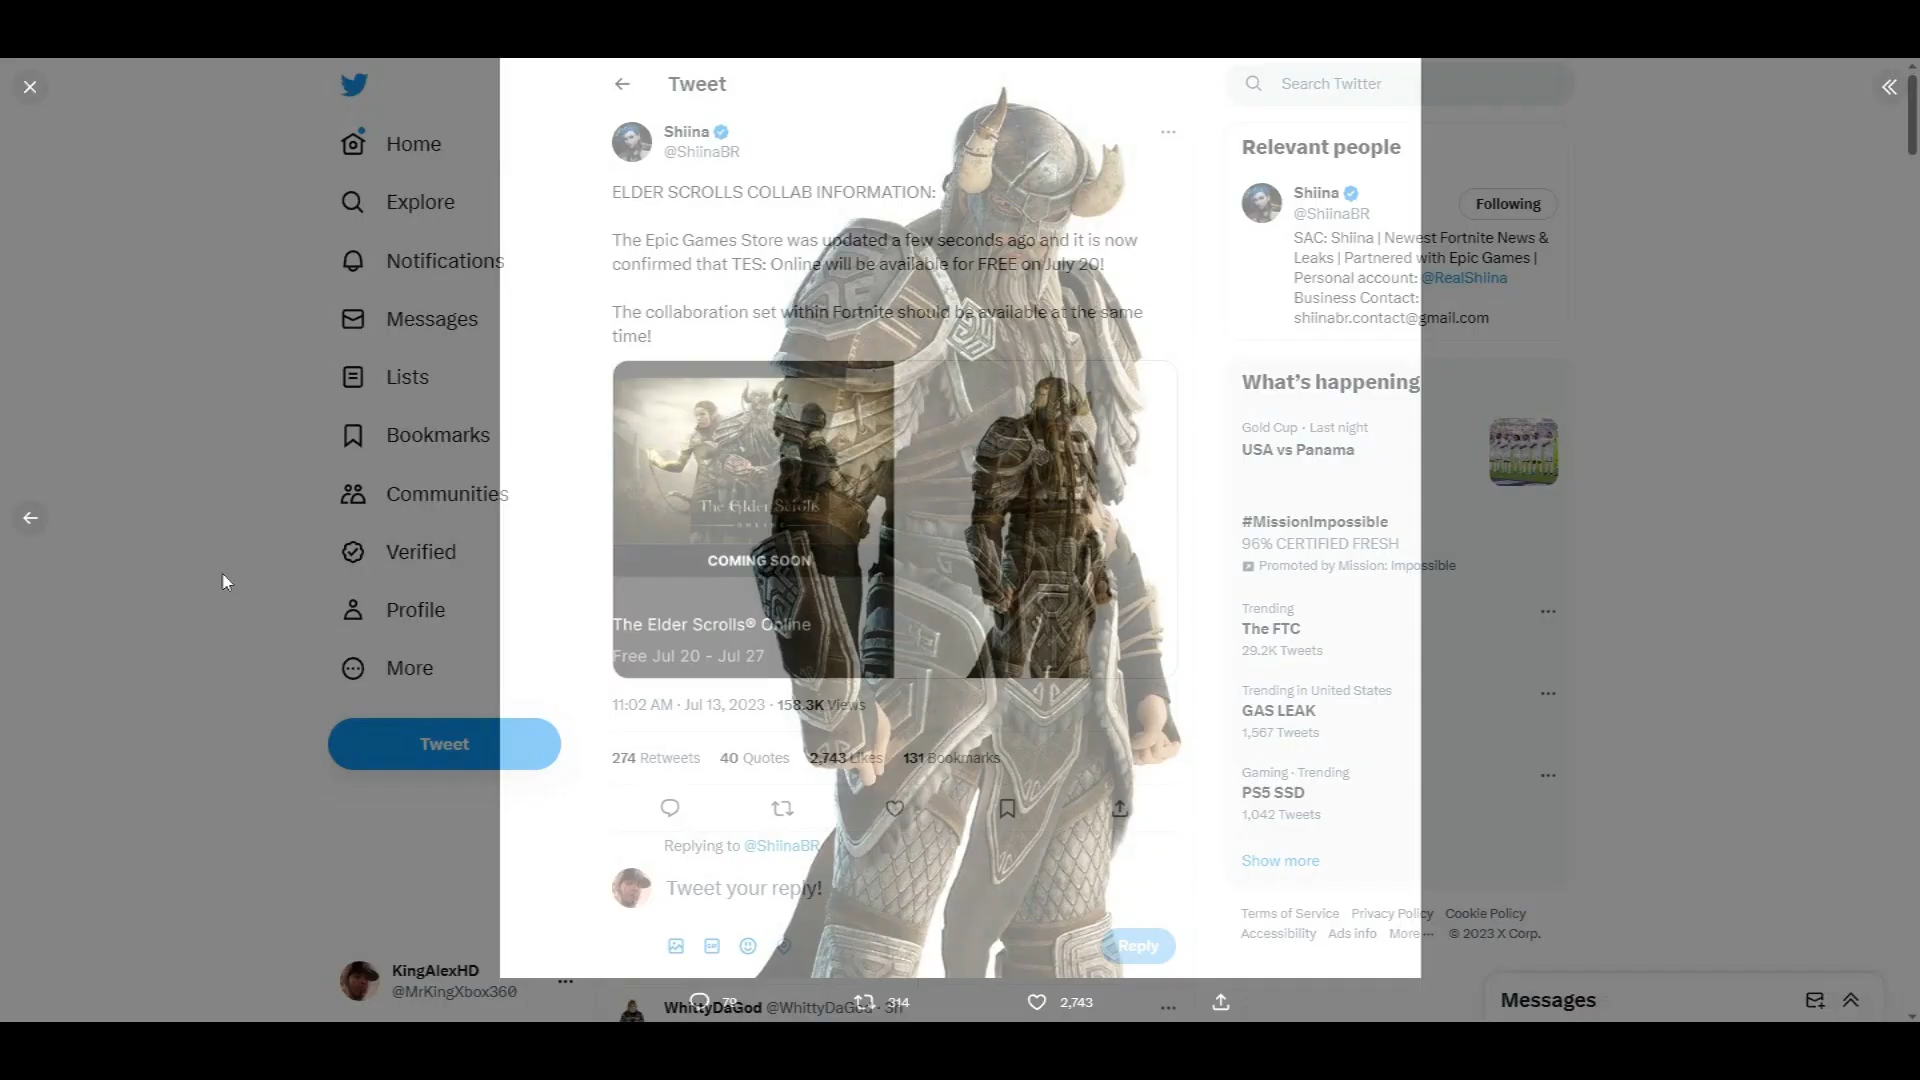 Home
Explore
Notifications
Messages
Lists
Bookmarks
Communities
Verified
Profile
More
Tweet
KingAlexHD
@MrKingXbox360
Tweet
Shiina
@ShiinaBR
ELDER SCROLLS COLLAB INFORMATION:
The Epic Games Store was updated a few seconds ago and it is now
confirmed that TES: Online will be available for FREE on July 20!
The collaboration set within Fortnite should be available at the same
time!
The Elder Scrolls
ONLINE
COMING SOON
The Elder Scrolls® Online
Free Jul 20 - Jul 27
11:02 AM · Jul 13, 2023 · 158.3K Views
274 Retweets 40 Quotes 2,743 Likes 131 Bookmarks
Replying to @ShiinaBR
Tweet your reply!
GIF
Reply
WhittyDaGod @WhittyDaGod · 3h
79
314
2,743
Search Twitter
Relevant people
Shiina
@ShiinaBR
Following
SAC: Shiina | Newest Fortnite News &
Leaks | Partnered with Epic Games |
Personal account: @RealShiina
Business Contact:
shiinabr.contact@gmail.com
What's happening
Gold Cup · Last night
USA vs Panama
#MissionImpossible
96% CERTIFIED FRESH
Promoted by Mission: Impossible
Trending
The FTC
29.2K Tweets
Trending in United States
GAS LEAK
1,567 Tweets
Gaming · Trending
PS5 SSD
1,042 Tweets
Show more
Terms of Service Privacy Policy Cookie Policy
Accessibility Ads info More ··· © 2023 X Corp.
Messages